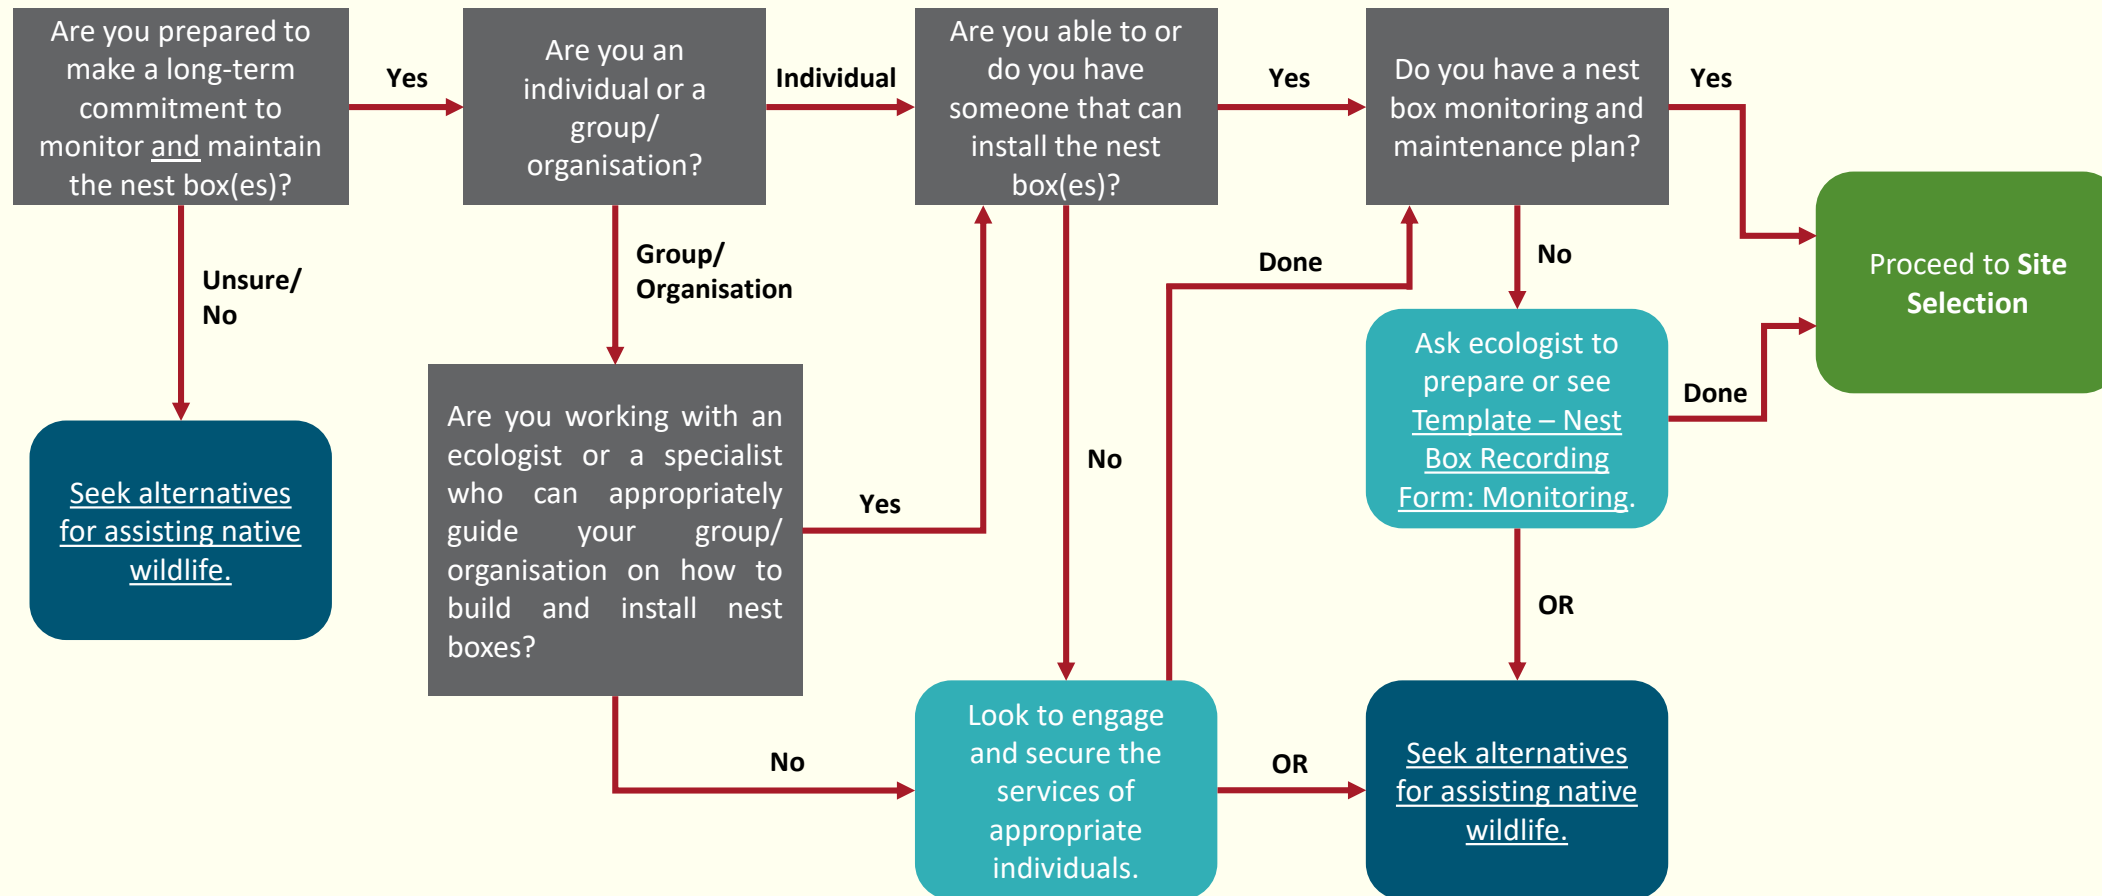 Are you prepared to
make a long-term
commitment to
monitor and maintain
the nest box(es)?
Yes
Are you an
individual or a
group/
organisation?
Individual
Are you able to or
do you have
someone that can
install the nest
box(es)?
Yes
Do you have a nest
box monitoring and
maintenance plan?
Yes
Unsure/
No
Group/
Organisation
Done
No
Proceed to Site
Selection
Seek alternatives
for assisting native
wildlife.
Are you working with an
ecologist or a specialist
who can appropriately
guide your group/
organisation on how to
build and install nest
boxes?
Yes
No
Ask ecologist to
prepare or see
Template – Nest
Box Recording
Form: Monitoring.
Done
OR
No
Look to engage
and secure the
services of
appropriate
individuals.
OR
Seek alternatives
for assisting native
wildlife.